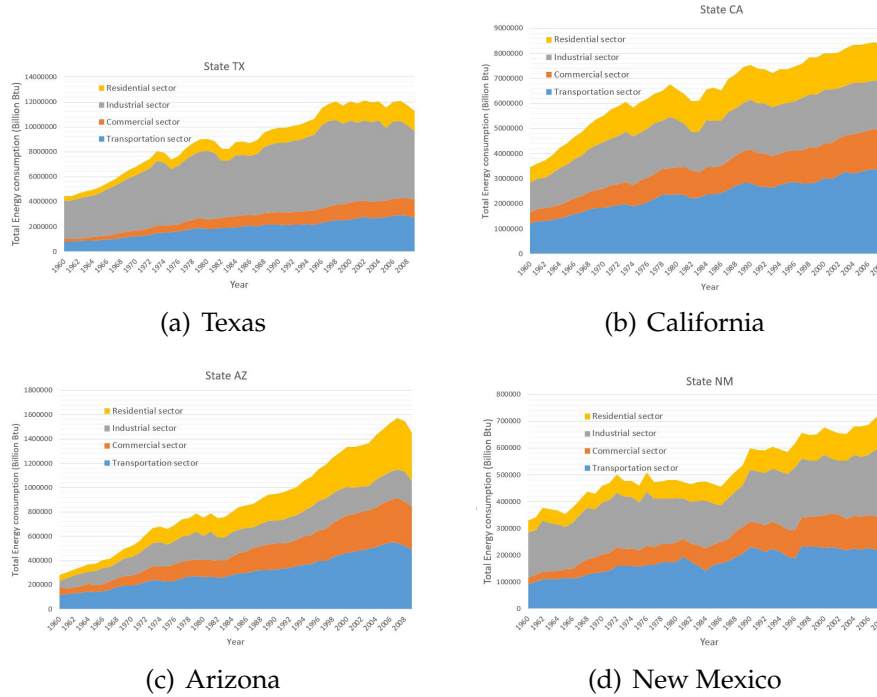 State TX
Total Energy consumption (Billion Btu)
14000000
12000000
10000000
8000000
6000000
4000000
2000000
0
Residential sector
Industrial sector
Commercial sector
Transportation sector
1960 1962 1964 1966 1968 1970 1972 1974 1976 1978 1980 1982 1984 1986 1988 1990 1992 1994 1996 1998 2000 2002 2004 2006 2008
Year
(a) Texas
State CA
Total Energy consumption (Billion Btu)
9000000
8000000
7000000
6000000
5000000
4000000
3000000
2000000
1000000
0
Residential sector
Industrial sector
Commercial sector
Transportation sector
1960 1962 1964 1966 1968 1970 1972 1974 1976 1978 1980 1982 1984 1986 1988 1990 1992 1994 1996 1998 2000 2002 2004 2006
Year
(b) California
State AZ
Total Energy consumption (Billion Btu)
1800000
1600000
1400000
1200000
1000000
800000
600000
400000
200000
0
Residential sector
Industrial sector
Commercial sector
Transportation sector
1960 1962 1964 1966 1968 1970 1972 1974 1976 1978 1980 1982 1984 1986 1988 1990 1992 1994 1996 1998 2000 2002 2004 2006 2008
Year
(c) Arizona
State NM
Total Energy consumption (Billion Btu)
800000
700000
600000
500000
400000
300000
200000
100000
0
Residential sector
Industrial sector
Commercial sector
Transportation sector
1960 1962 1964 1966 1968 1970 1972 1974 1976 1978 1980 1982 1984 1986 1988 1990 1992 1994 1996 1998 2000 2002 2004 2006
Year
(d) New Mexico